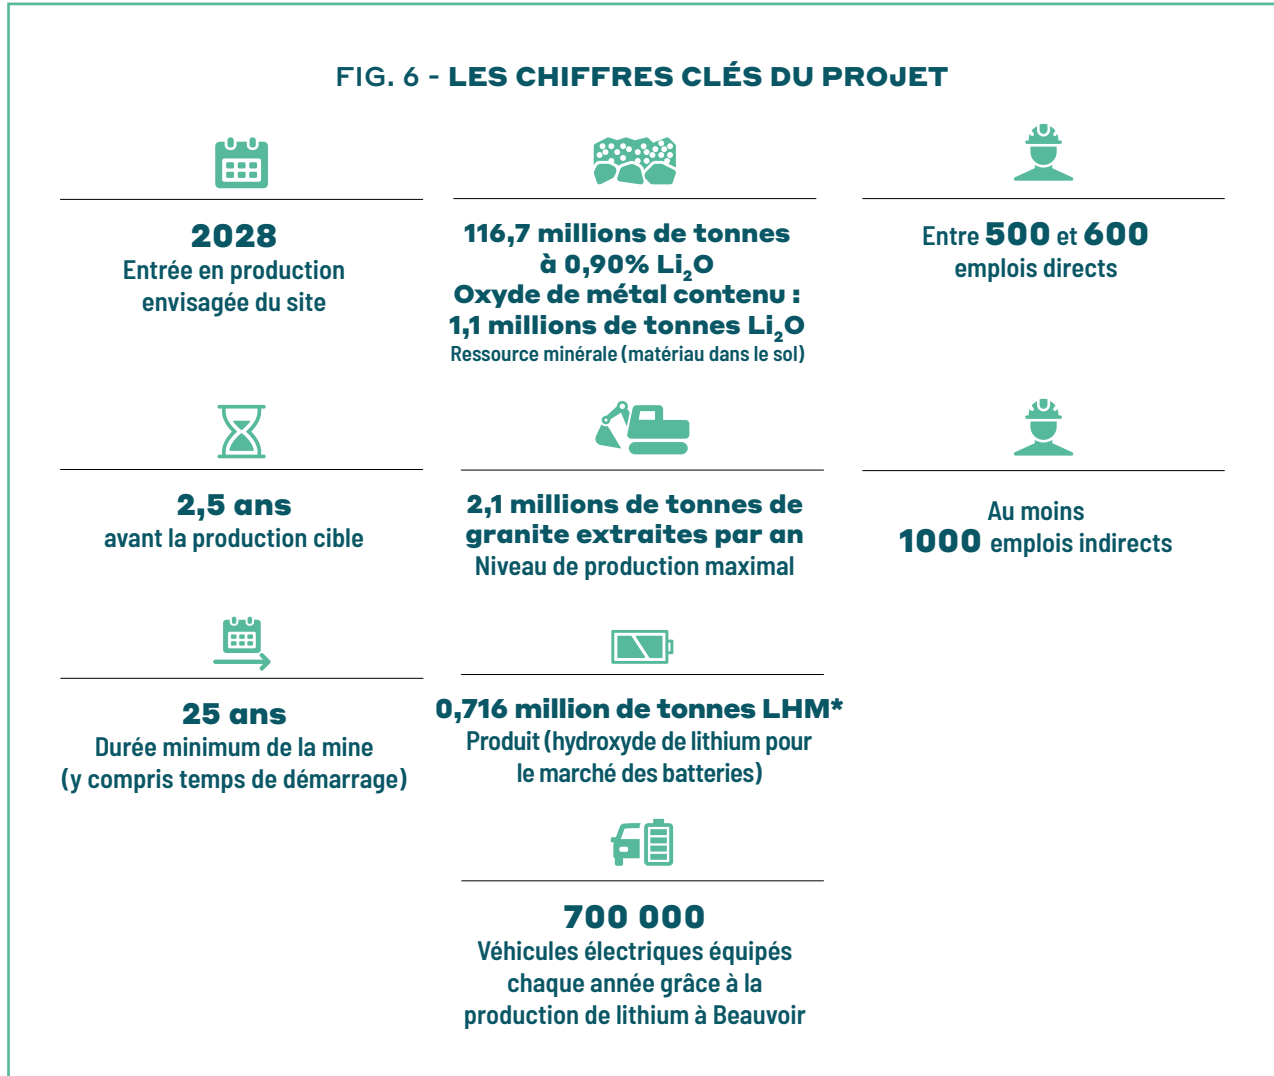 FIG. 6 - LES CHIFFRES CLÉS DU PROJET
2028
Entrée en production
envisagée du site
116,7 millions de tonnes
à 0,90% Li₂O
Oxyde de métal contenu :
1,1 millions de tonnes Li₂O
Ressource minérale (matériau dans le sol)
Entre 500 et 600
emplois directs
2,5 ans
avant la production cible
2,1 millions de tonnes de
granite extraites par an
Niveau de production maximal
Au moins
1000 emplois indirects
25 ans
Durée minimum de la mine
(y compris temps de démarrage)
0,716 million de tonnes LHM*
Produit (hydroxyde de lithium pour
le marché des batteries)
700 000
Véhicules électriques équipés
chaque année grâce à la
production de lithium à Beauvoir